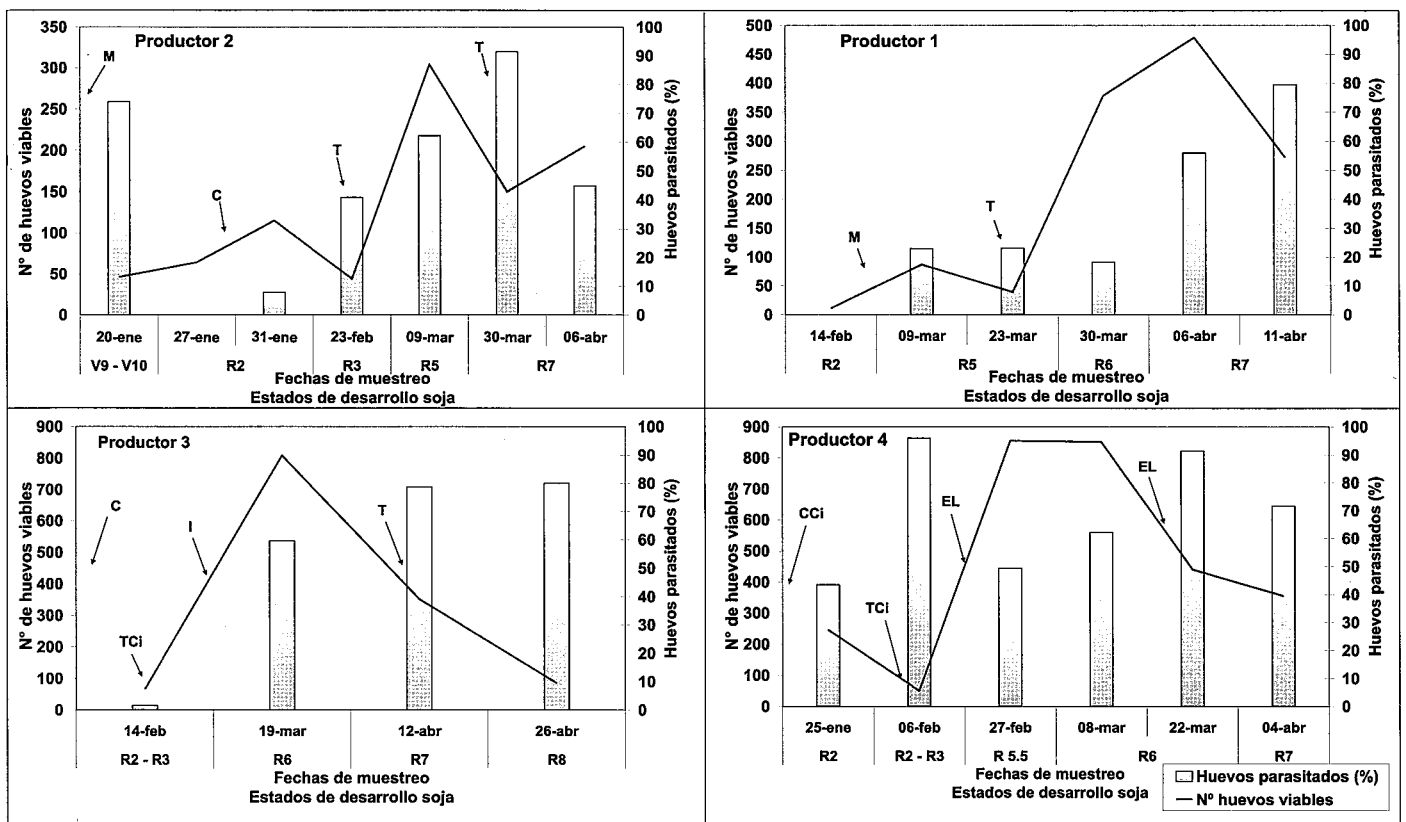 Productor 2
N° de huevos viables
350
300
250
200
150
100
50
0
Huevos parasitados (%)
100
90
80
70
60
50
40
30
20
10
0
M
C
T
T
20-ene 27-ene 31-ene 23-feb 09-mar 30-mar 06-abr
V9 - V10 R2 R3 R5 R7
Fechas de muestreo
Estados de desarrollo soja
Productor 1
N° de huevos viables
500
450
400
350
300
250
200
150
100
50
0
Huevos parasitados (%)
100
90
80
70
60
50
40
30
20
10
0
M
T
14-feb 09-mar 23-mar 30-mar 06-abr 11-abr
R2 R5 R6 R7
Fechas de muestreo
Estados de desarrollo soja
Productor 3
N° de huevos viables
900
800
700
600
500
400
300
200
100
0
Huevos parasitados (%)
100
90
80
70
60
50
40
30
20
10
0
C
I
T
TCi
14-feb 19-mar 12-abr 26-abr
R2 - R3 R6 R7 R8
Fechas de muestreo
Estados de desarrollo soja
Productor 4
N° de huevos viables
900
800
700
600
500
400
300
200
100
0
Huevos parasitados (%)
100
90
80
70
60
50
40
30
20
10
0
CCi
TCi
EL
EL
25-ene 06-feb 27-feb 08-mar 22-mar 04-abr
R2 R2 - R3 R 5.5 R6 R7
Fechas de muestreo
Estados de desarrollo soja
Huevos parasitados (%)
Nº huevos viables